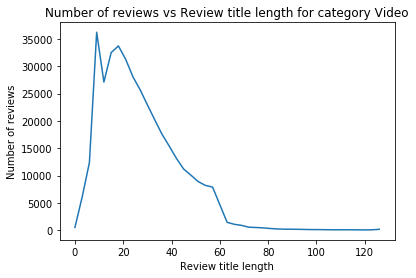 Number of reviews vs Review title length for category Video
35000
30000
25000
20000
15000
10000
5000
0
Number of reviews
0 20 40 60 80 100 120
Review title length